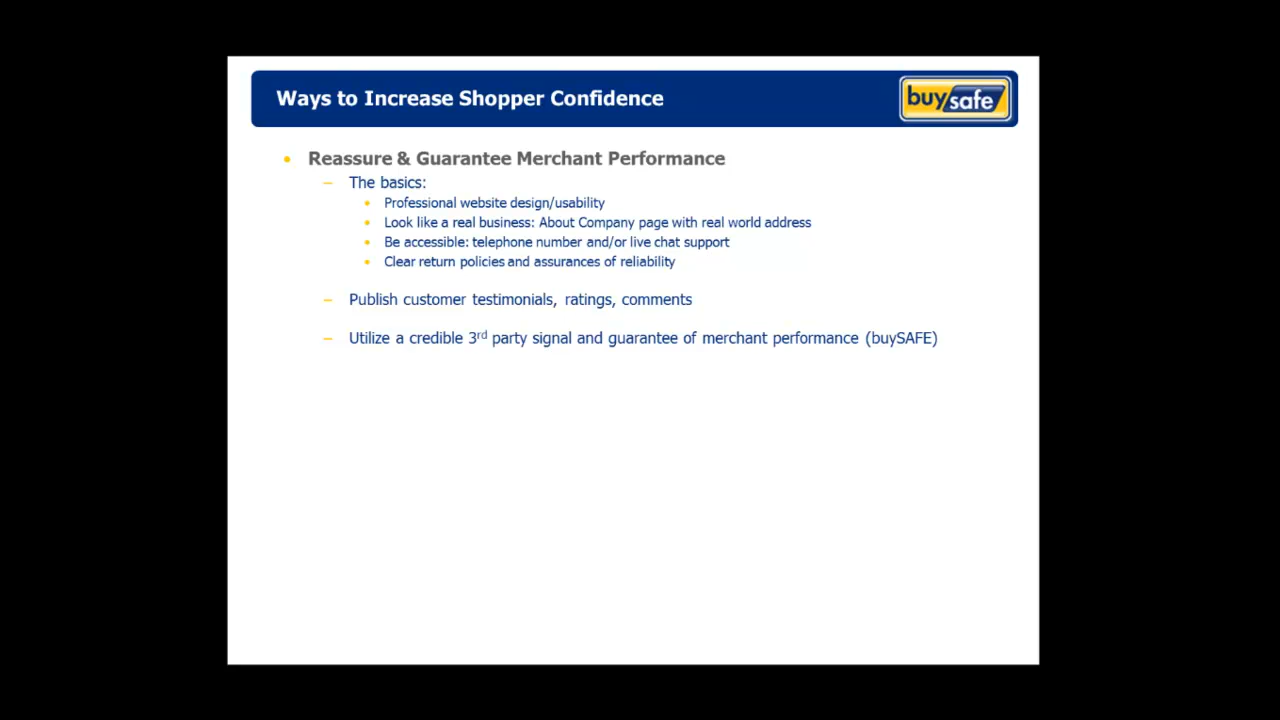 Ways to Increase Shopper Confidence
buysafe
Reassure & Guarantee Merchant Performance
– The basics:
Professional website design/usability
Look like a real business: About Company page with real world address
Be accessible: telephone number and/or live chat support
Clear return policies and assurances of reliability
– Publish customer testimonials, ratings, comments
– Utilize a credible 3rd party signal and guarantee of merchant performance (buySAFE)